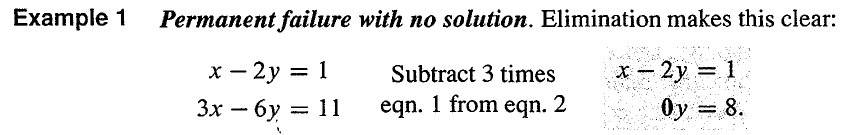 Example 1 Permanent failure with no solution. Elimination makes this clear:
x − 2y = 1 Subtract 3 times x − 2y = 1
3x − 6y = 11 eqn. 1 from eqn. 2 0y = 8.